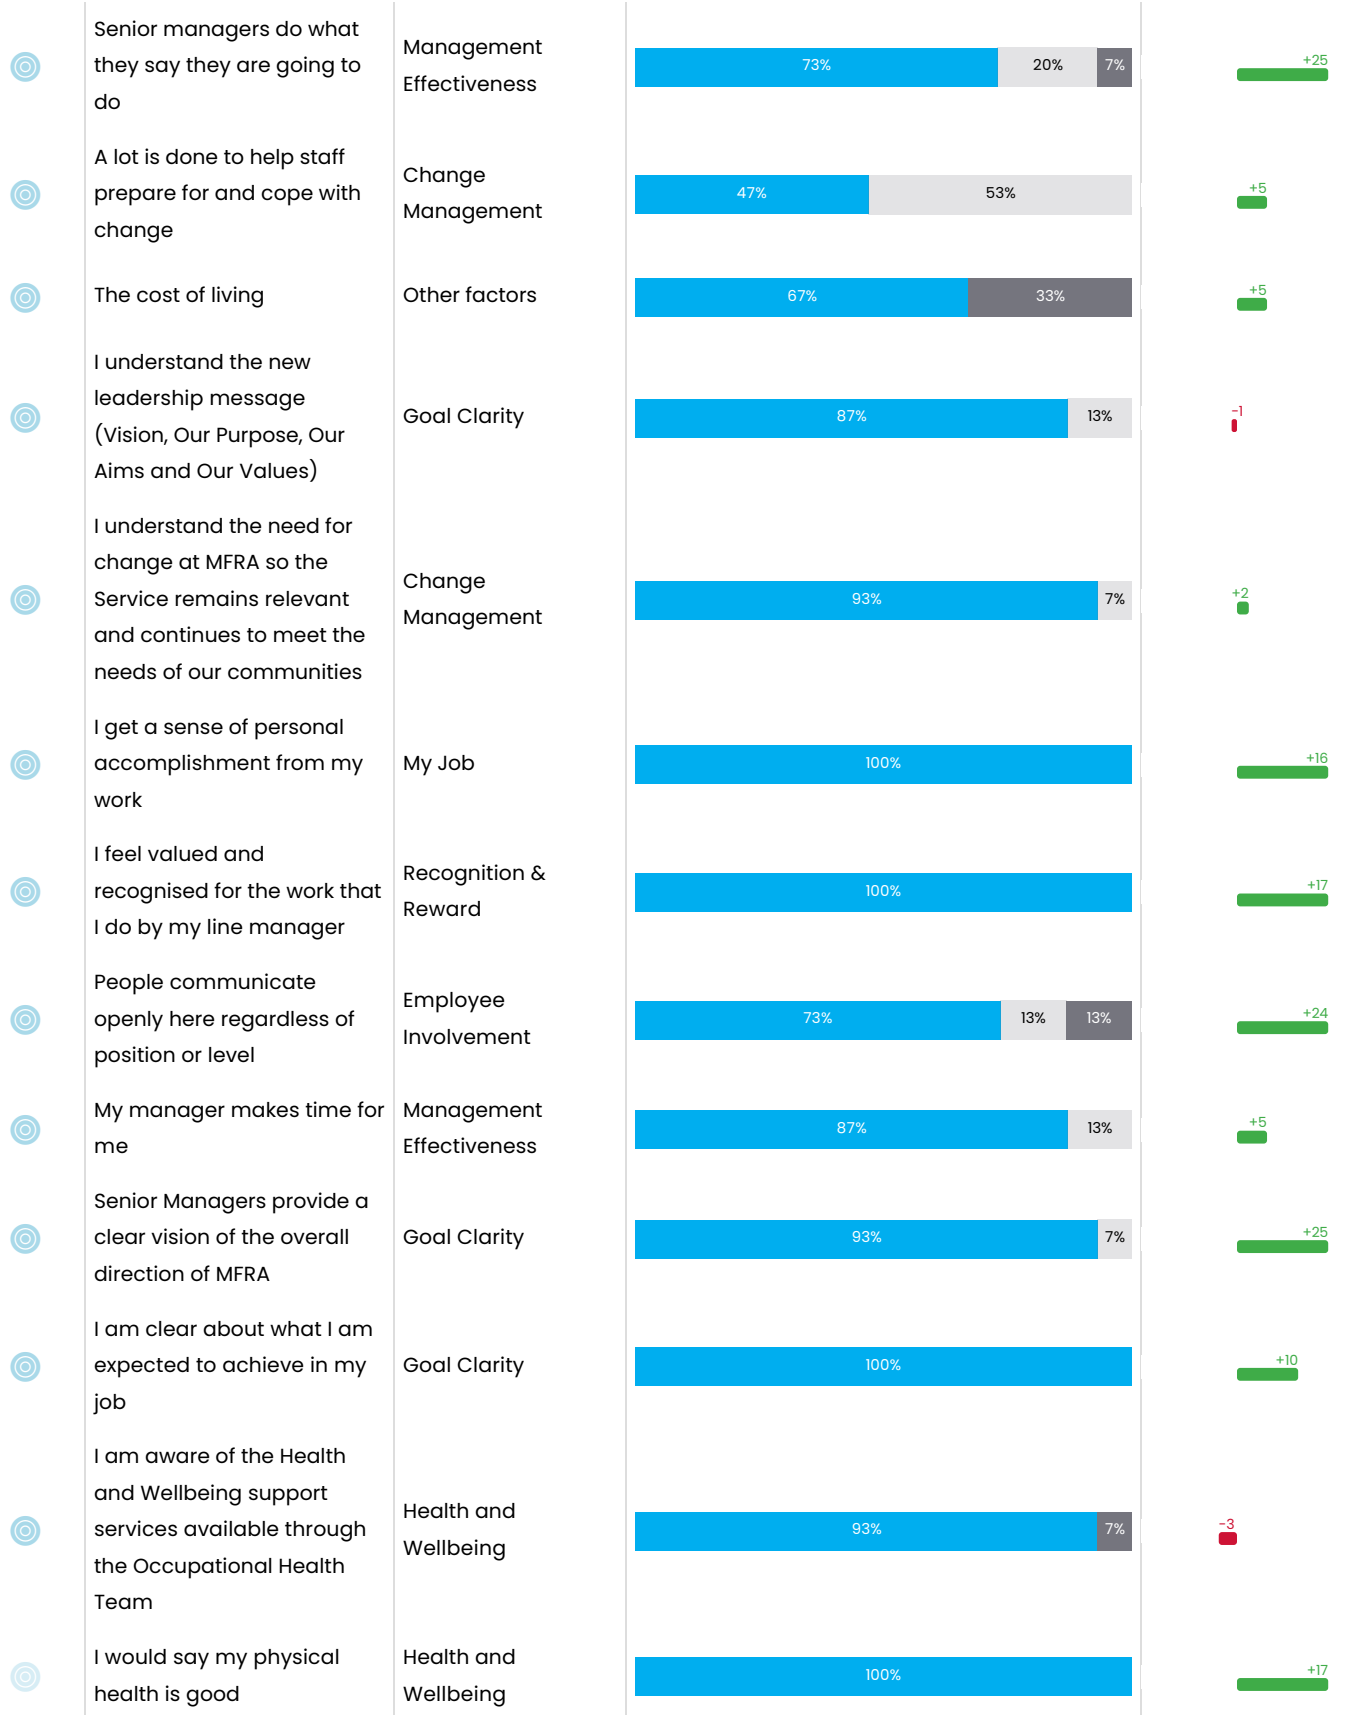 Senior managers do what
they say they are going to
do
Management
Effectiveness
73%
20%
7%
+25
A lot is done to help staff
prepare for and cope with
change
Change
Management
47%
53%
+5
The cost of living
Other factors
67%
33%
+5
I understand the new
leadership message
(Vision, Our Purpose, Our
Aims and Our Values)
Goal Clarity
87%
13%
-1
I understand the need for
change at MFRA so the
Service remains relevant
and continues to meet the
needs of our communities
Change
Management
93%
7%
+2
I get a sense of personal
accomplishment from my
work
My Job
100%
+16
I feel valued and
recognised for the work that
I do by my line manager
Recognition &
Reward
100%
+17
People communicate
openly here regardless of
position or level
Employee
Involvement
73%
13%
13%
+24
My manager makes time for
me
Management
Effectiveness
87%
13%
+5
Senior Managers provide a
clear vision of the overall
direction of MFRA
Goal Clarity
93%
7%
+25
I am clear about what I am
expected to achieve in my
job
Goal Clarity
100%
+10
I am aware of the Health
and Wellbeing support
services available through
the Occupational Health
Team
Health and
Wellbeing
93%
7%
-3
I would say my physical
health is good
Health and
Wellbeing
100%
+17